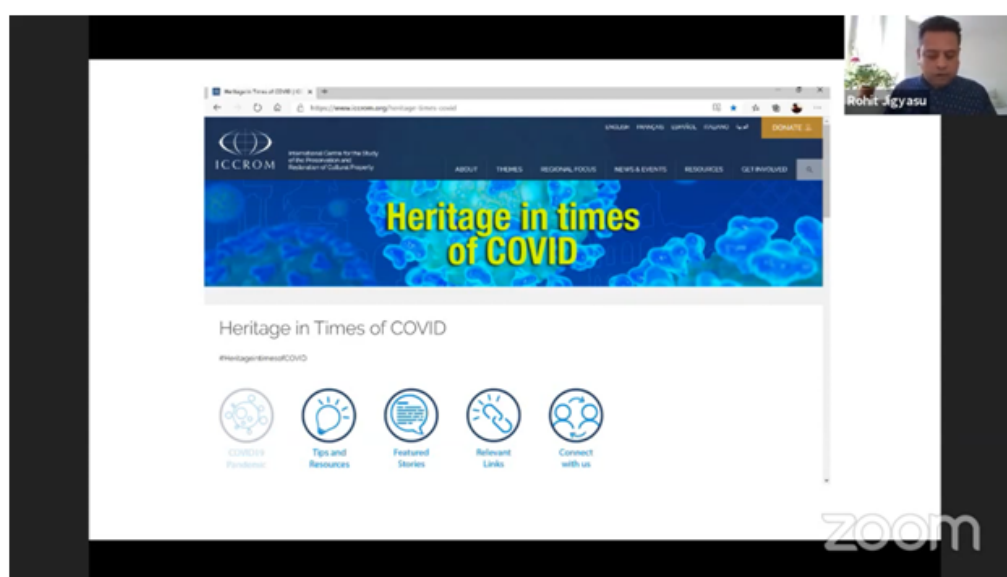 Rohit Jigyasu
Heritage in Times of COVID | IC
https://www.iccrom.org/heritage-times-covid
ENGLISH FRANÇAIS ESPAÑOL ITALIANO العربية
DONATE
ICCROM
International Centre for the Study
of the Preservation and
Restoration of Cultural Property
ABOUT THEMES REGIONAL FOCUS NEWS & EVENTS RESOURCES GET INVOLVED
Heritage in times
of COVID
Heritage in Times of COVID
#HeritageintimesofCOVID
COVID19
Pandemic
Tips and
Resources
Featured
Stories
Relevant
Links
Connect
with us
zoom